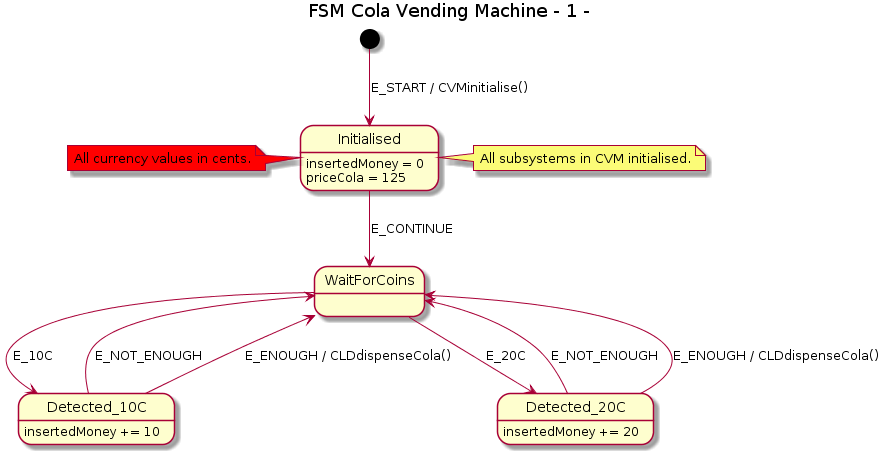 FSM Cola Vending Machine - 1 -
E_START / CVMinitialise()
Initialised
All currency values in cents.
insertedMoney = 0
priceCola = 125
All subsystems in CVM initialised.
E_CONTINUE
WaitForCoins
E_10C
E_NOT_ENOUGH
E_ENOUGH / CLDdispenseCola()
E_20C
E_NOT_ENOUGH
E_ENOUGH / CLDdispenseCola()
Detected_10C
insertedMoney += 10
Detected_20C
insertedMoney += 20